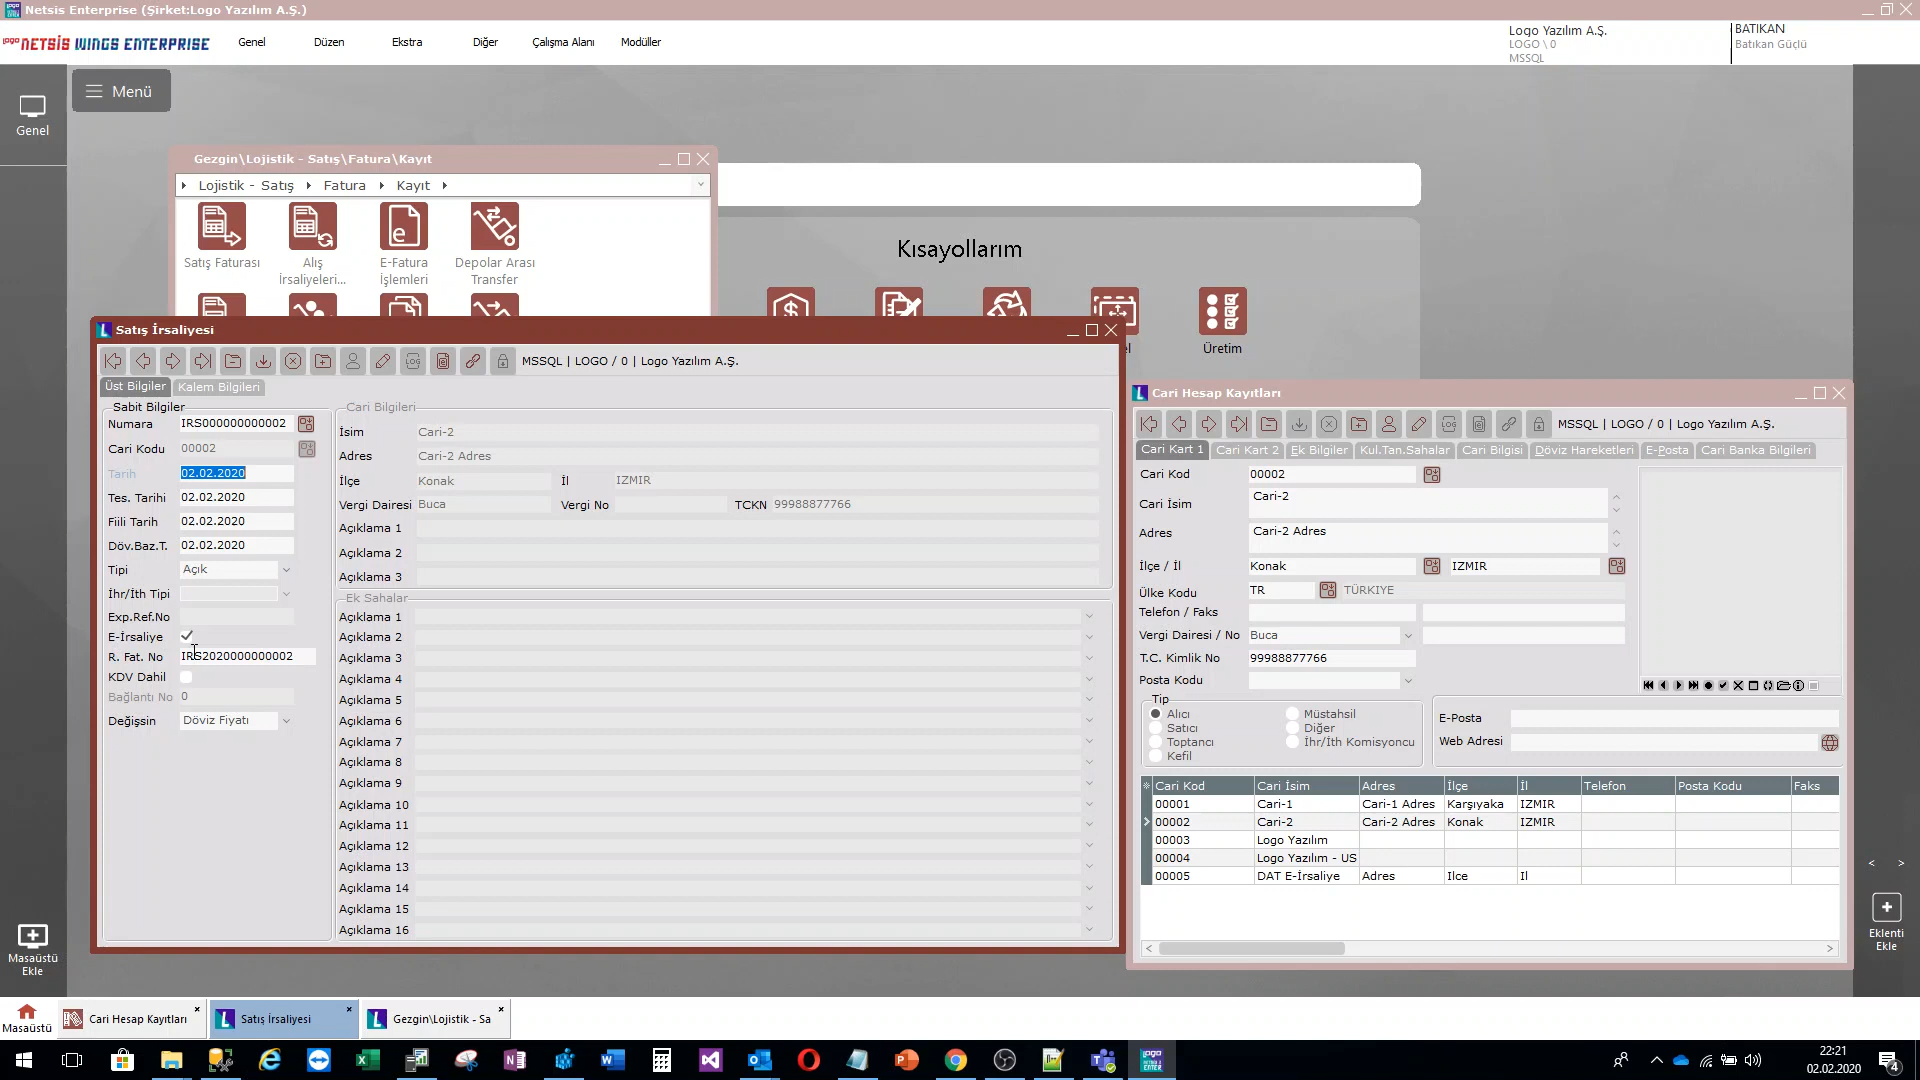 Netsis Enterprise (Şirket:Logo Yazılım A.Ş.)
logo NETSİS WINGS ENTERPRISE
Genel
Düzen
Ekstra
Diğer
Çalışma Alanı
Modüller
Logo Yazılım A.Ş.
LOGO \ 0
MSSQL
BATIKAN
Batıkan Güçlü
Menü
Genel
Gezgin\Lojistik - Satış\Fatura\Kayıt
Lojistik - Satış
Fatura
Kayıt
Satış Faturası
Alış İrsaliyeleri...
E-Fatura İşlemleri
Depolar Arası Transfer
Kısayollarım
Üretim
Satış İrsaliyesi
MSSQL | LOGO / 0 | Logo Yazılım A.Ş.
Üst Bilgiler
Kalem Bilgileri
Sabit Bilgiler
Numara IRS000000000002
Cari Kodu 00002
Tarih 02.02.2020
Tes. Tarihi 02.02.2020
Fiili Tarih 02.02.2020
Döv.Baz.T. 02.02.2020
Tipi Açık
İhr/İth Tipi
Exp.Ref.No
E-İrsaliye
R. Fat. No IRS2020000000002
KDV Dahil
Bağlantı No 0
Değişsin Döviz Fiyatı
Cari Bilgileri
İsim Cari-2
Adres Cari-2 Adres
İlçe Konak İl IZMIR
Vergi Dairesi Buca Vergi No TCKN 99988877766
Açıklama 1
Açıklama 2
Açıklama 3
Ek Sahalar
Açıklama 1
Açıklama 2
Açıklama 3
Açıklama 4
Açıklama 5
Açıklama 6
Açıklama 7
Açıklama 8
Açıklama 9
Açıklama 10
Açıklama 11
Açıklama 12
Açıklama 13
Açıklama 14
Açıklama 15
Açıklama 16
Cari Hesap Kayıtları
MSSQL | LOGO / 0 | Logo Yazılım A.Ş.
Cari Kart 1
Cari Kart 2
Ek Bilgiler
Kul.Tan.Sahalar
Cari Bilgisi
Döviz Hareketleri
E-Posta
Cari Banka Bilgileri
Cari Kod 00002
Cari İsim Cari-2
Adres Cari-2 Adres
İlçe / İl Konak IZMIR
Ülke Kodu TR TÜRKIYE
Telefon / Faks
Vergi Dairesi / No Buca
T.C. Kimlik No 99988877766
Posta Kodu
Tip
Alıcı
Satıcı
Toptancı
Kefil
Müstahsil
Diğer
İhr/İth Komisyoncu
E-Posta
Web Adresi
Cari Kod Cari İsim Adres İlçe İl Telefon Posta Kodu Faks
00001 Cari-1 Cari-1 Adres Karşıyaka IZMIR
00002 Cari-2 Cari-2 Adres Konak IZMIR
00003 Logo Yazılım
00004 Logo Yazılım - US
00005 DAT E-İrsaliye Adres Ilce Il
Masaüstü Ekle
Eklenti Ekle
Masaüstü
Cari Hesap Kayıtları
Satış İrsaliyesi
Gezgin\Lojistik - Sa
22:21
02.02.2020
4